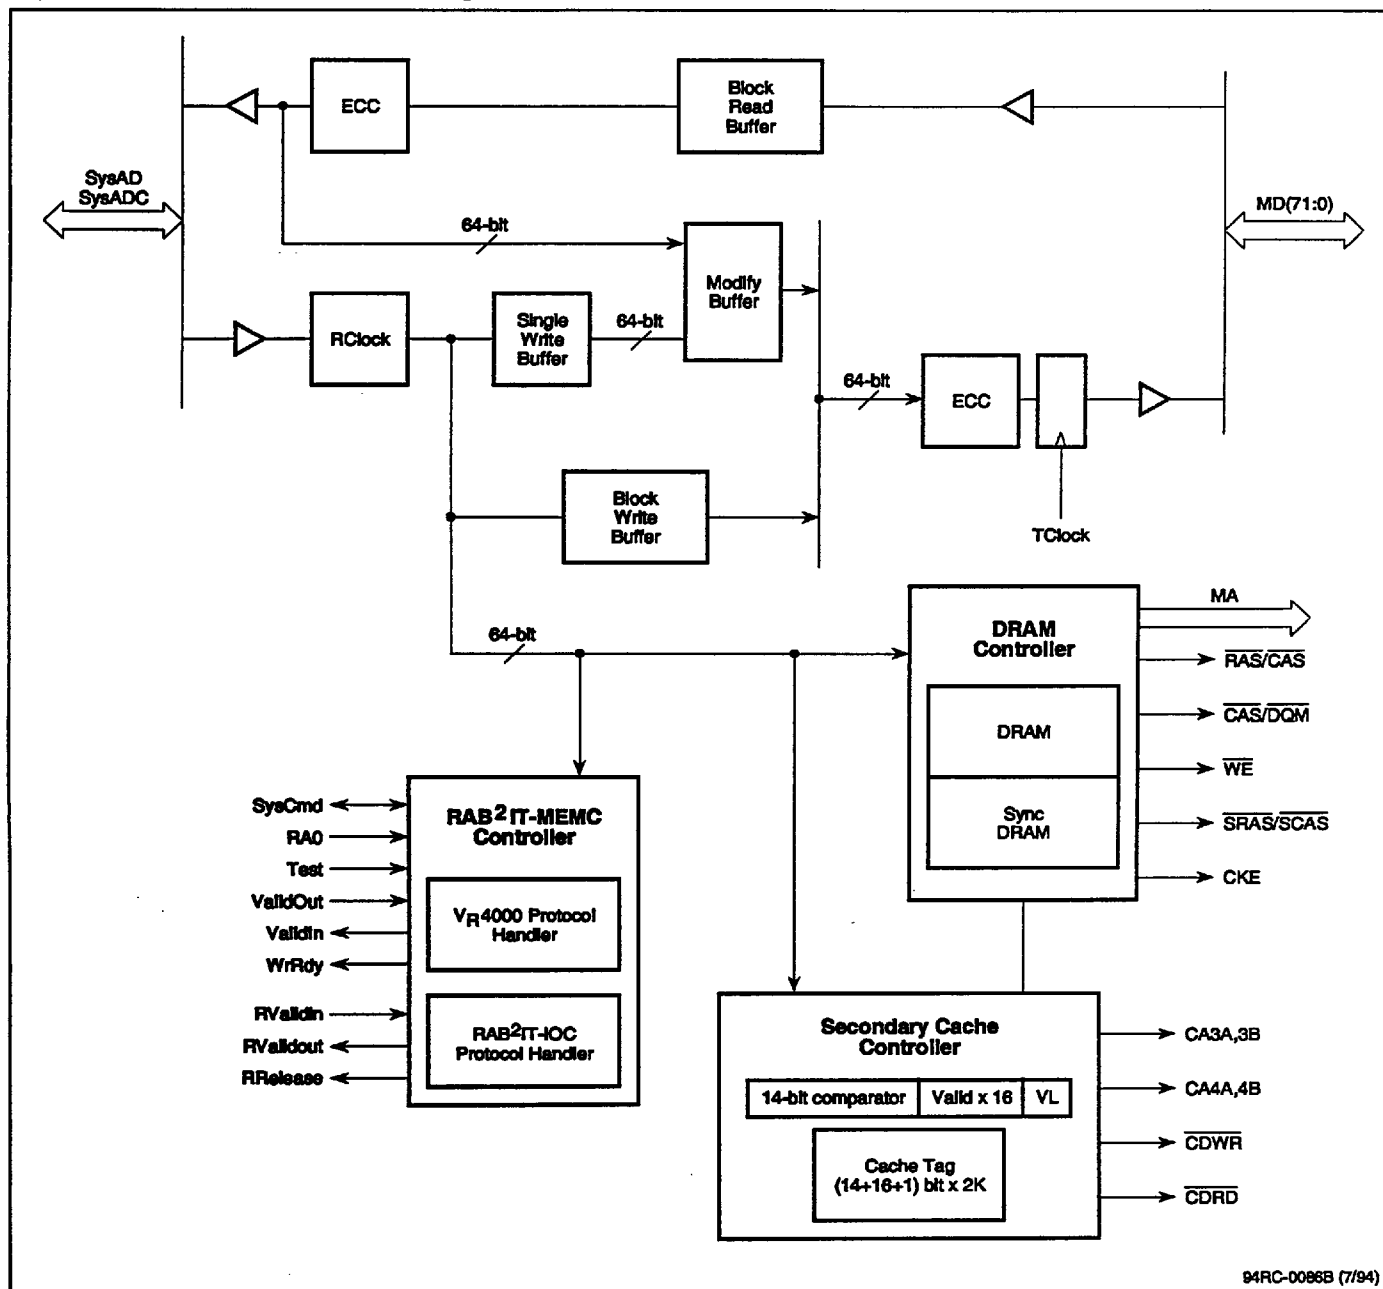 ECC
Block
Read
Buffer
SysAD
SysADC
MD(71:0)
64-bit
Modify
Buffer
RClock
Single
Write
Buffer
64-bit
64-bit
ECC
Block
Write
Buffer
TClock
64-bit
DRAM
Controller
MA
RAS/CAS
DRAM
CAS/DQM
WE
Sync
DRAM
SRAS/SCAS
CKE
SysCmd
RA0
Test
ValidOut
ValidIn
WrRdy
RValidIn
RValidout
RRelease
RAB²IT-MEMC
Controller
VR4000 Protocol
Handler
RAB²IT-IOC
Protocol Handler
Secondary Cache
Controller
14-bit comparator Valid x 16 VL
Cache Tag
(14+16+1) bit x 2K
CA3A,3B
CA4A,4B
CDWR
CDRD
94RC-0086B (7/94)